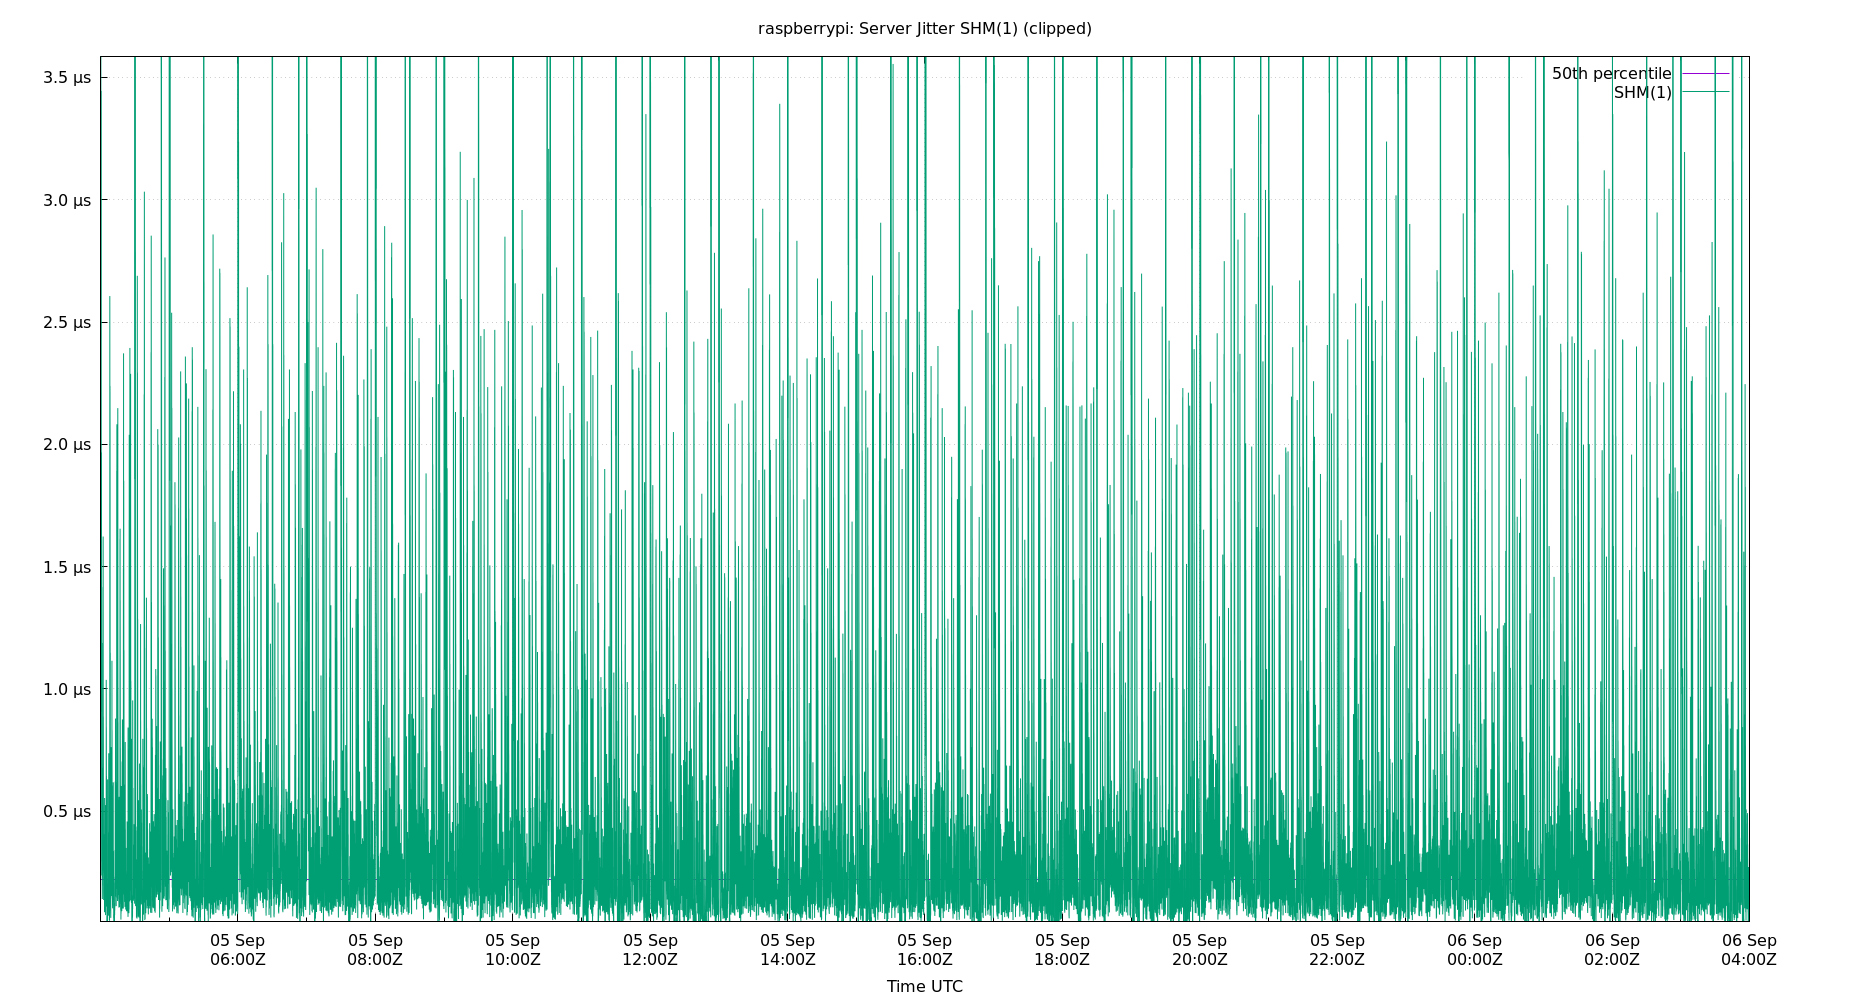 raspberrypi: Server Jitter SHM(1) (clipped)
50th percentile
SHM(1)
3.5 µs
3.0 µs
2.5 µs
2.0 µs
1.5 µs
1.0 µs
0.5 µs
05 Sep 05 Sep 05 Sep 05 Sep 05 Sep 05 Sep 05 Sep 05 Sep 05 Sep 06 Sep 06 Sep 06 Sep
06:00Z 08:00Z 10:00Z 12:00Z 14:00Z 16:00Z 18:00Z 20:00Z 22:00Z 00:00Z 02:00Z 04:00Z
Time UTC